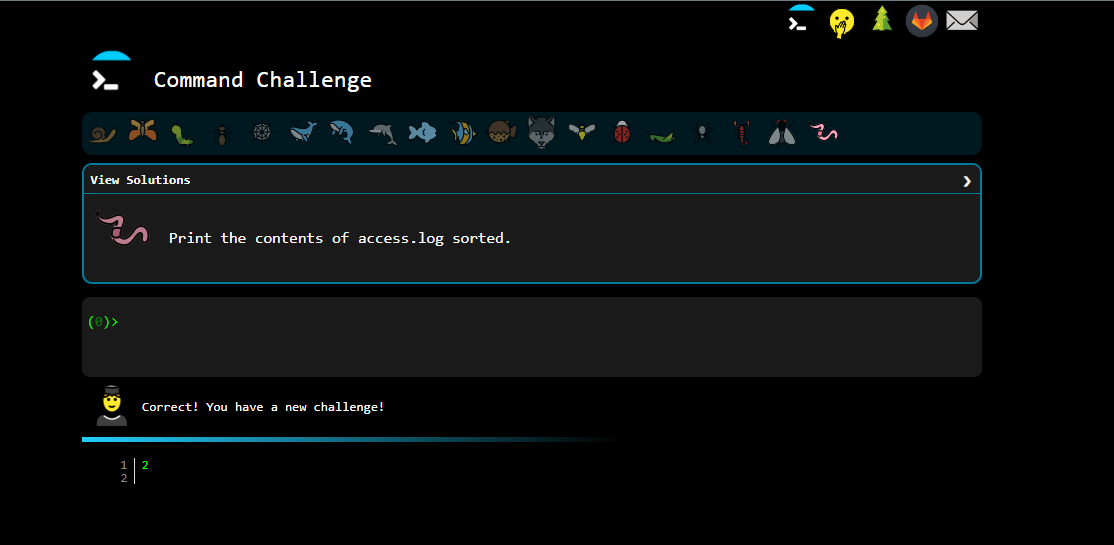 Command Challenge
View Solutions
Print the contents of access.log sorted.
(0)>
Correct! You have a new challenge!
1 2
2